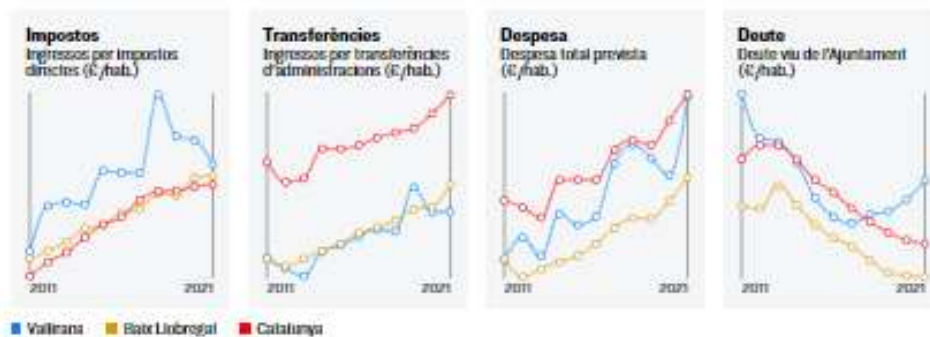 Impostos
Ingressos per impostos
directes (€/hab.)
2011
2021
Transferències
Ingressos per transferències
d'administracions (€/hab.)
2011
2021
Despesa
Despesa total prevista
(€/hab.)
2011
2021
Deute
Deute viu de l'Ajuntament
(€/hab.)
2011
2021
Vallirana
Baix Llobregat
Catalunya